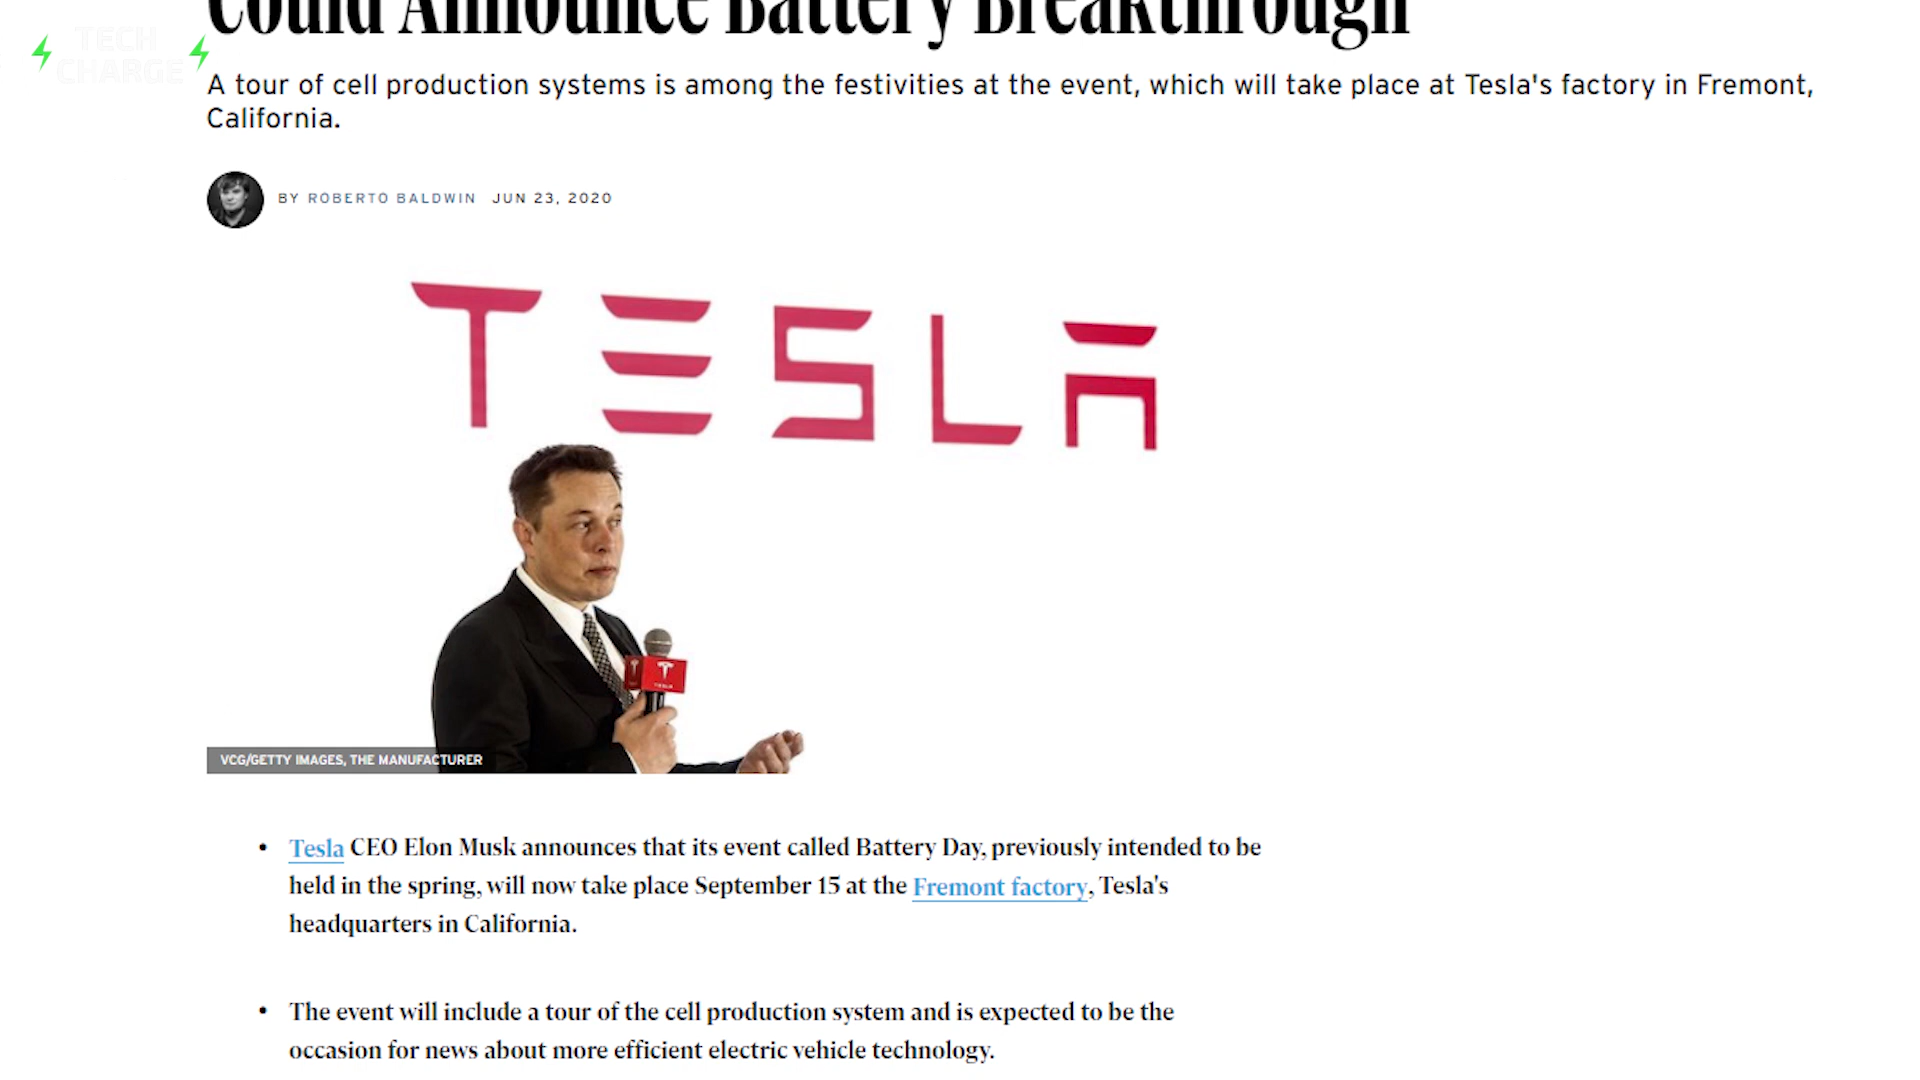 Could Announce Battery Breakthrough
TECH
CHARGE
A tour of cell production systems is among the festivities at the event, which will take place at Tesla's factory in Fremont,
California.
BY ROBERTO BALDWIN JUN 23, 2020
TESLA
VCG/GETTY IMAGES, THE MANUFACTURER
• Tesla CEO Elon Musk announces that its event called Battery Day, previously intended to be
held in the spring, will now take place September 15 at the Fremont factory, Tesla's
headquarters in California.
• The event will include a tour of the cell production system and is expected to be the
occasion for news about more efficient electric vehicle technology.